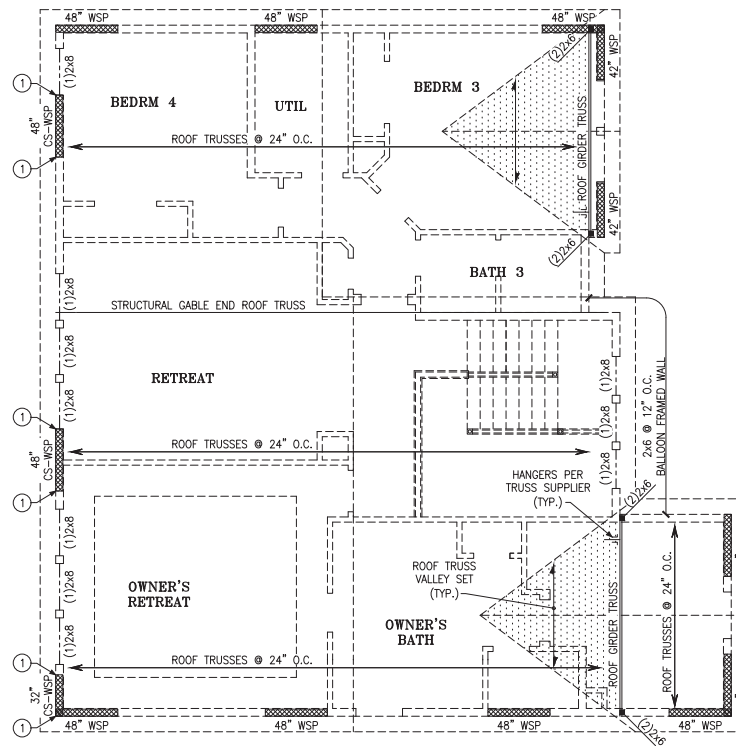 48" WSP
48" WSP
48" WSP
(2)2x6
42" WSP
1
(1)2x8
BEDRM 4
UTIL
BEDRM 3
48"
CS-WSP
ROOF TRUSSES @ 24" O.C.
ROOF GIRDER TRUSS
1
42" WSP
(2)2x6
BATH 3
(1)2x8
STRUCTURAL GABLE END ROOF TRUSS
(1)2x8
RETREAT
(1)2x8
(1)2x8
2x6 @ 12" O.C.
BALLOON FRAMED WALL
1
(1)2x8
48"
CS-WSP
ROOF TRUSSES @ 24" O.C.
(1)2x8
1
HANGERS PER
TRUSS SUPPLIER
(TYP.)
(2)2x6
(1)2x8
ROOF TRUSS
VALLEY SET
(TYP.)
(1)2x8
OWNER'S
RETREAT
OWNER'S
BATH
ROOF GIRDER TRUSS
ROOF TRUSSES @ 24" O.C.
(1)2x8
1
ROOF TRUSSES @ 24" O.C.
32"
CS-WSP
1
48" WSP
48" WSP
48" WSP
(2)2x6
48" WSP